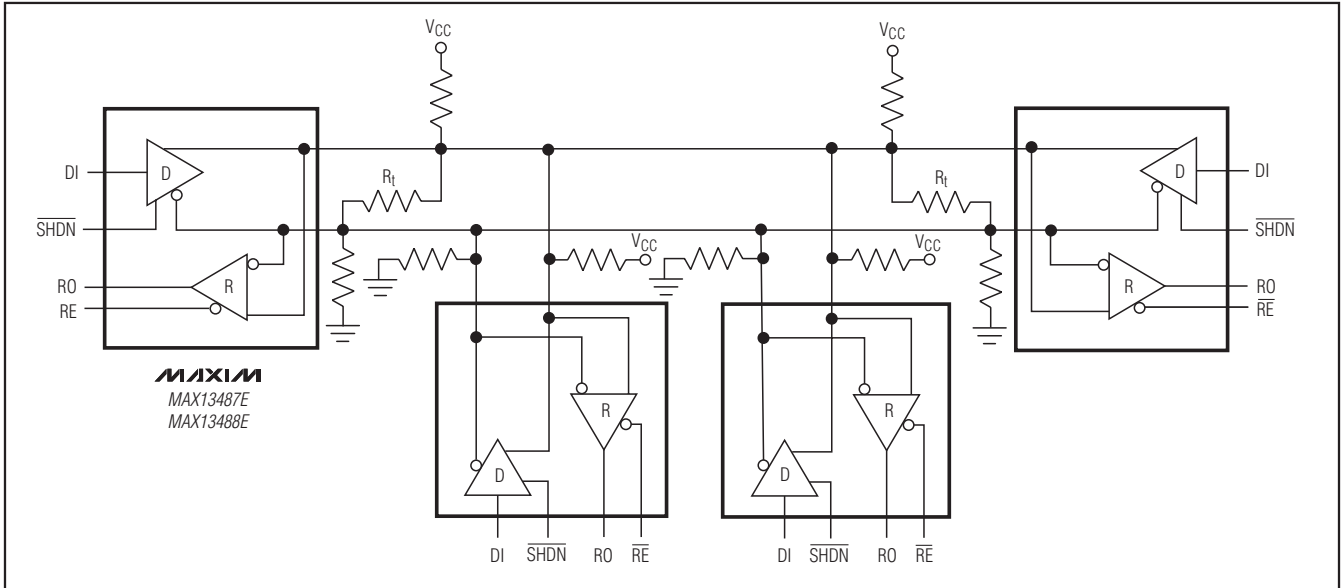 VCC
VCC
DI
D
Rt
Rt
D
DI
SHDN
SHDN
VCC
VCC
RO
R
R
RO
RE
RE
MAXIM
MAX13487E
MAX13488E
R
R
D
D
DI
SHDN
RO
RE
DI
SHDN
RO
RE